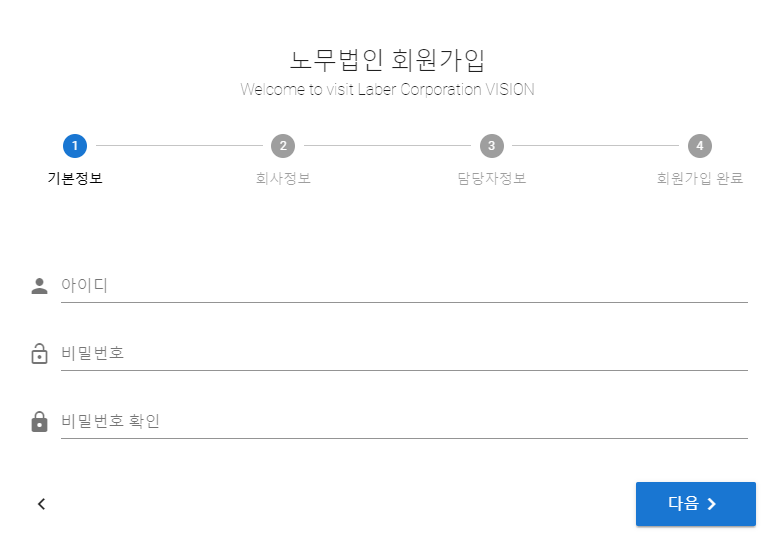 노무법인 회원가입
Welcome to visit Laber Corporation VISION
1 2 3 4
기본정보 회사정보 담당자정보 회원가입 완료
아이디
비밀번호
비밀번호 확인
다음